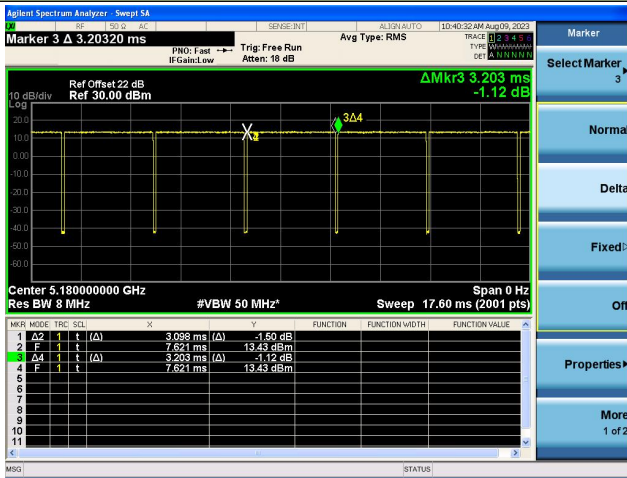 Agilent Spectrum Analyzer - Swept SA
RF 50 Ω AC SENSE:INT ALIGN AUTO 10:40:32 AM Aug 09, 2023
Marker 3 Δ 3.20320 ms
PNO: Fast
IFGain:Low
Trig: Free Run
Atten: 18 dB
Avg Type: RMS
TRACE 1 2 3 4 5 6
TYPE
DET A N N N N N
Ref Offset 22 dB
Ref 30.00 dBm
10 dB/div
Log
ΔMkr3 3.203 ms
-1.12 dB
20.0
10.0
0.00
-10.0
-20.0
-30.0
-40.0
-50.0
-60.0
3Δ4
Center 5.180000000 GHz Span 0 Hz
Res BW 8 MHz #VBW 50 MHz* Sweep 17.60 ms (2001 pts)
MKR MODE TRC SCL X Y FUNCTION FUNCTION WIDTH FUNCTION VALUE
1 Δ2 1 t (Δ) 3.098 ms (Δ) -1.50 dB
2 F 1 t 7.621 ms 13.43 dBm
3 Δ4 1 t (Δ) 3.203 ms (Δ) -1.12 dB
4 F 1 t 7.621 ms 13.43 dBm
5
6
7
8
9
10
11
MSG STATUS
Marker
Select Marker
3
Normal
Delta
Fixed
Off
Properties
More
1 of 2